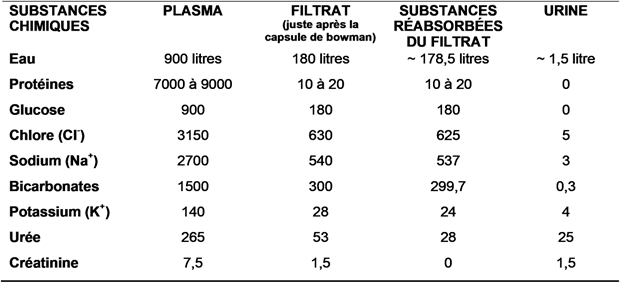 SUBSTANCES CHIMIQUES PLASMA FILTRAT (juste après la capsule de bowman) SUBSTANCES RÉABSORBÉES DU FILTRAT URINE
Eau 900 litres 180 litres ~ 178,5 litres ~ 1,5 litre
Protéines 7000 à 9000 10 à 20 10 à 20 0
Glucose 900 180 180 0
Chlore (Cl⁻) 3150 630 625 5
Sodium (Na⁺) 2700 540 537 3
Bicarbonates 1500 300 299,7 0,3
Potassium (K⁺) 140 28 24 4
Urée 265 53 28 25
Créatinine 7,5 1,5 0 1,5